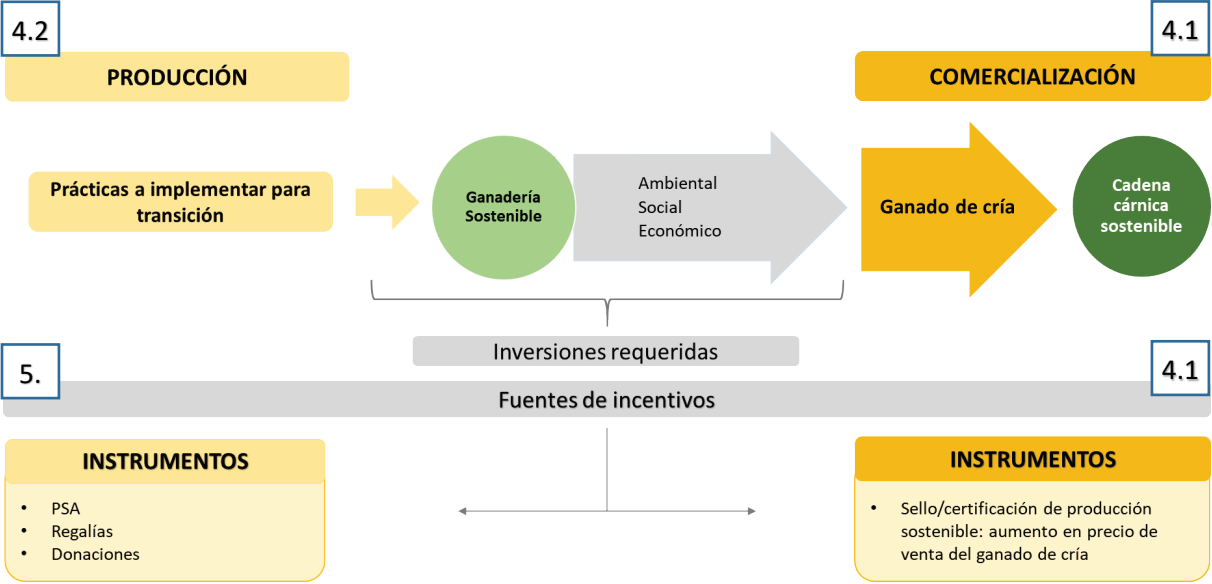 4.2
4.1
PRODUCCIÓN
COMERCIALIZACIÓN
Prácticas a implementar para
transición
Ganadería
Sostenible
Ambiental
Social
Económico
Ganado de cría
Cadena
cárnica
sostenible
Inversiones requeridas
5.
4.1
Fuentes de incentivos
INSTRUMENTOS
• PSA
• Regalías
• Donaciones
INSTRUMENTOS
• Sello/certificación de producción
sostenible: aumento en precio de
venta del ganado de cría